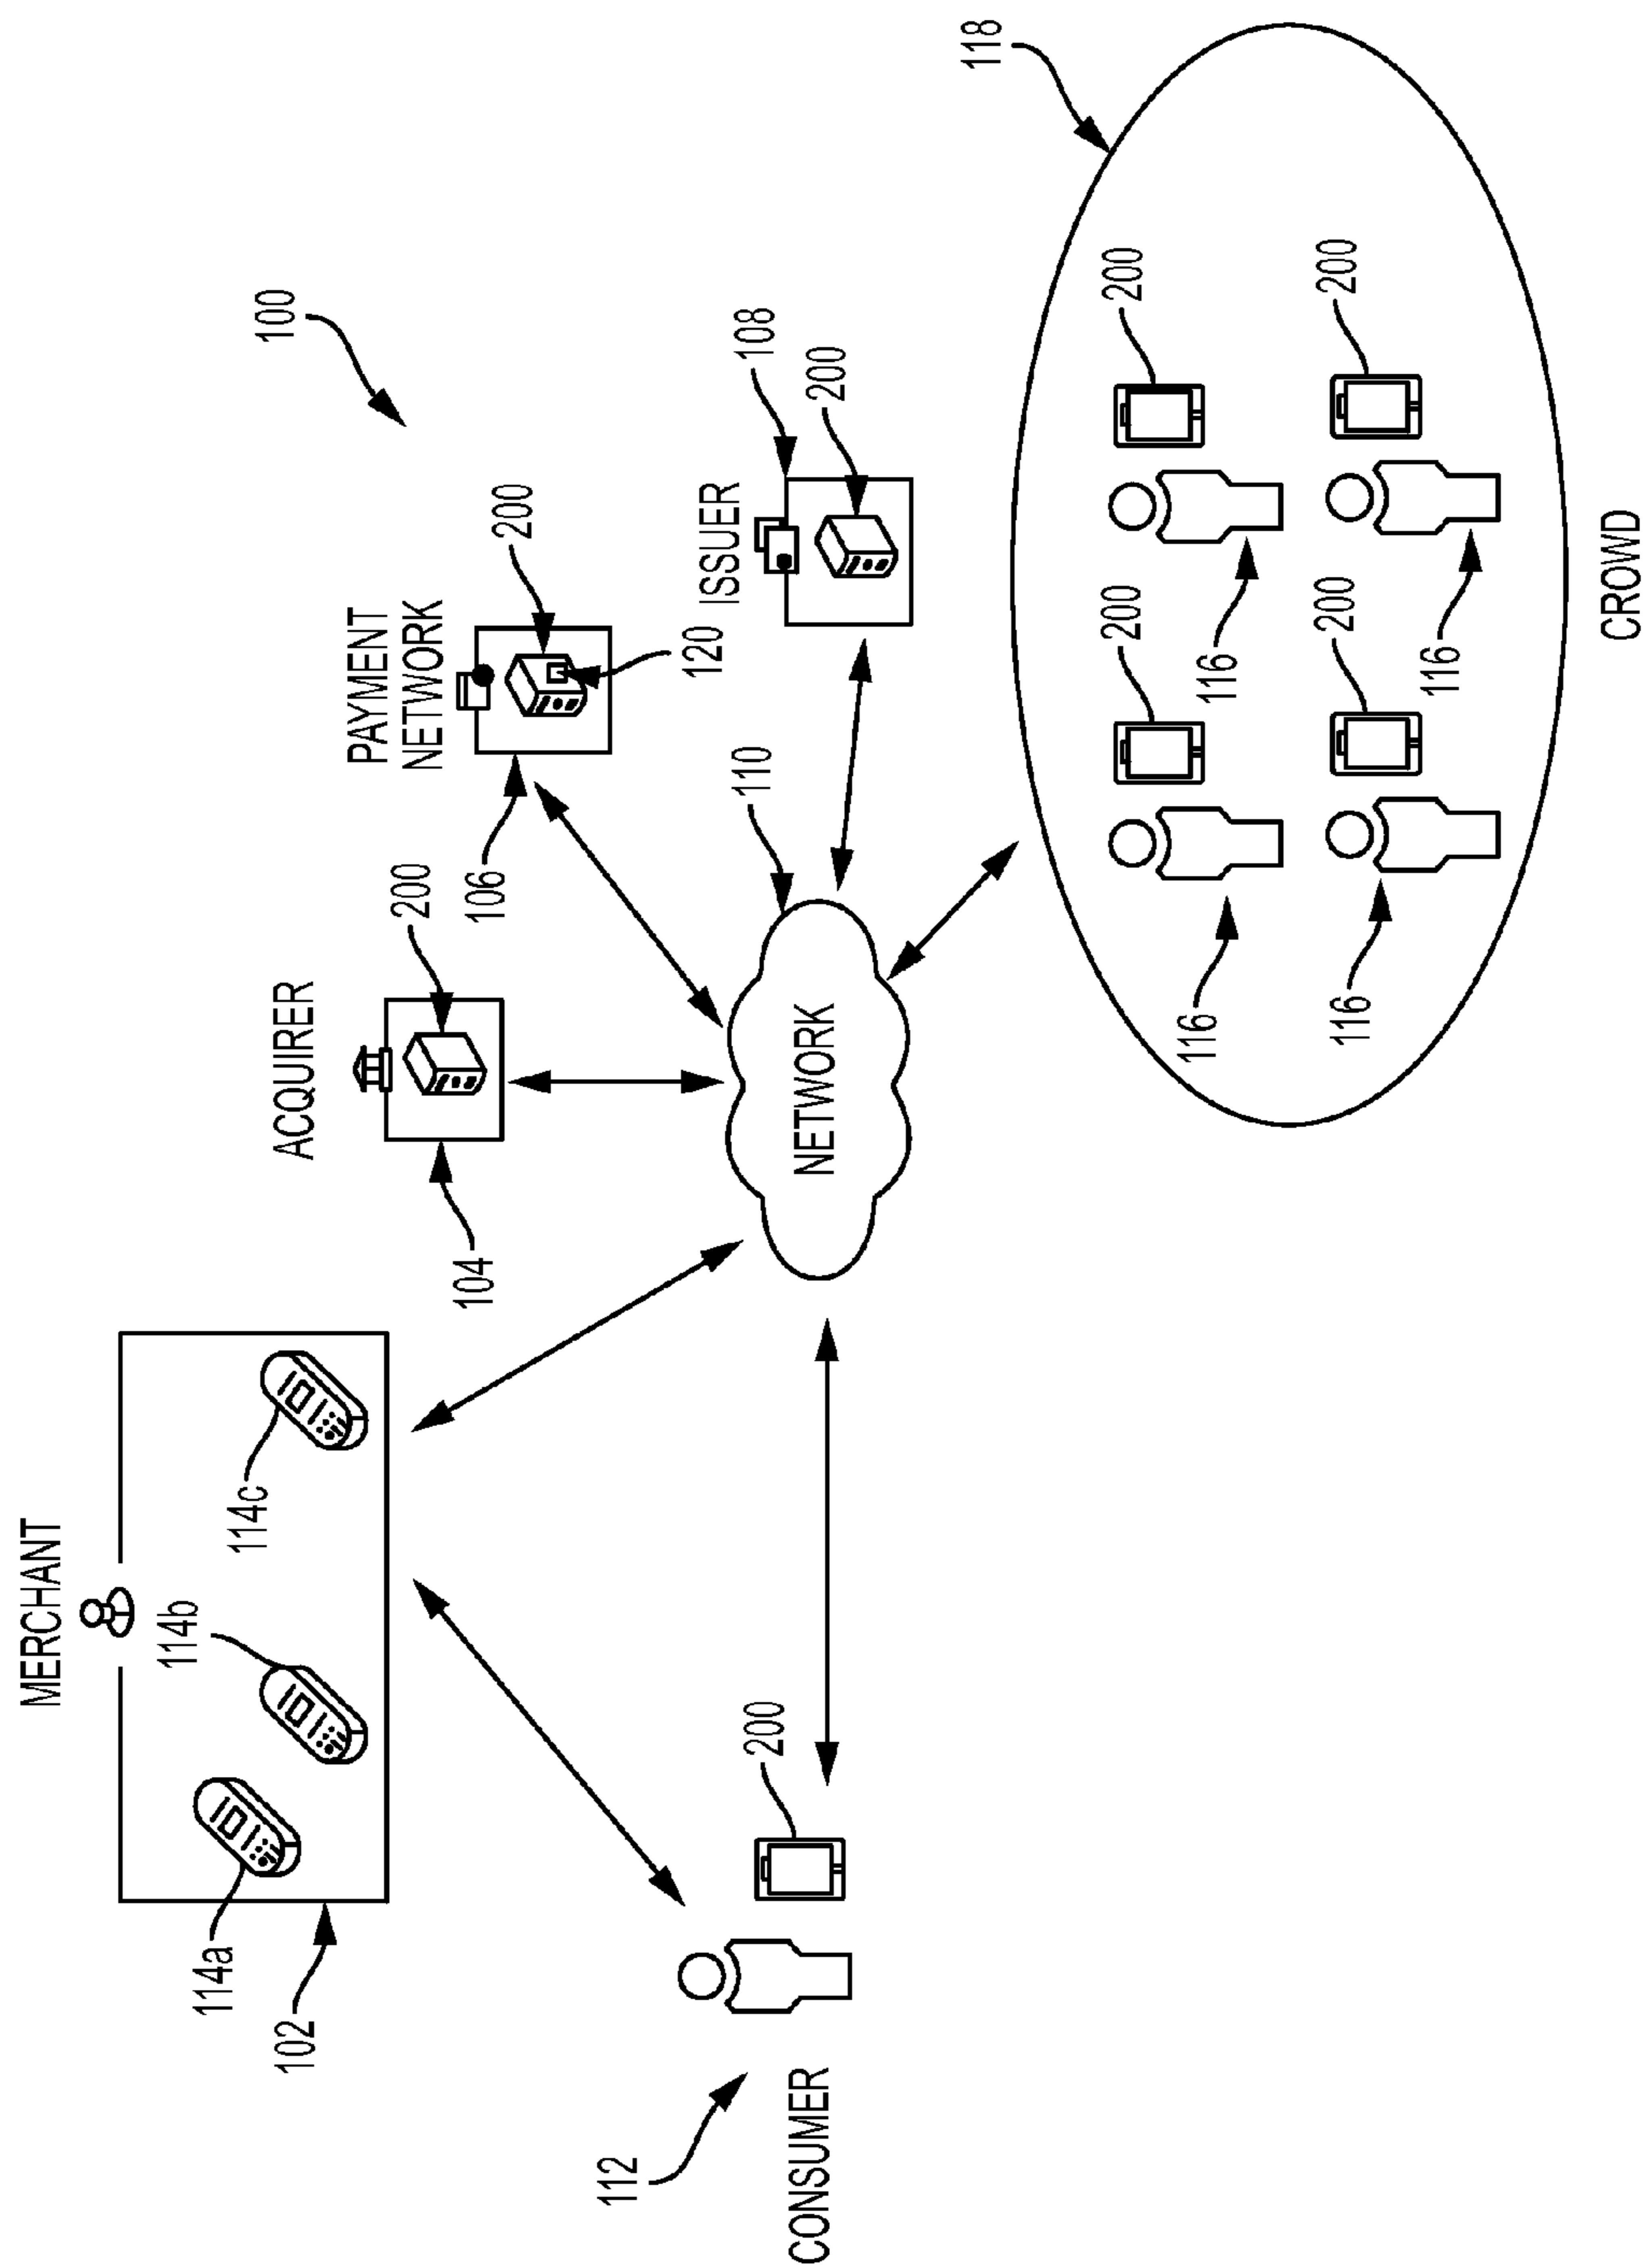 MERCHANT
114b
114a
114c
100
102
ACQUIRER
PAYMENT
NETWORK
200
104
106
200
112
120
ISSUER
200
110
108
CONSUMER
NETWORK
200
118
200
200
116
116
200
200
116
116
CROWD